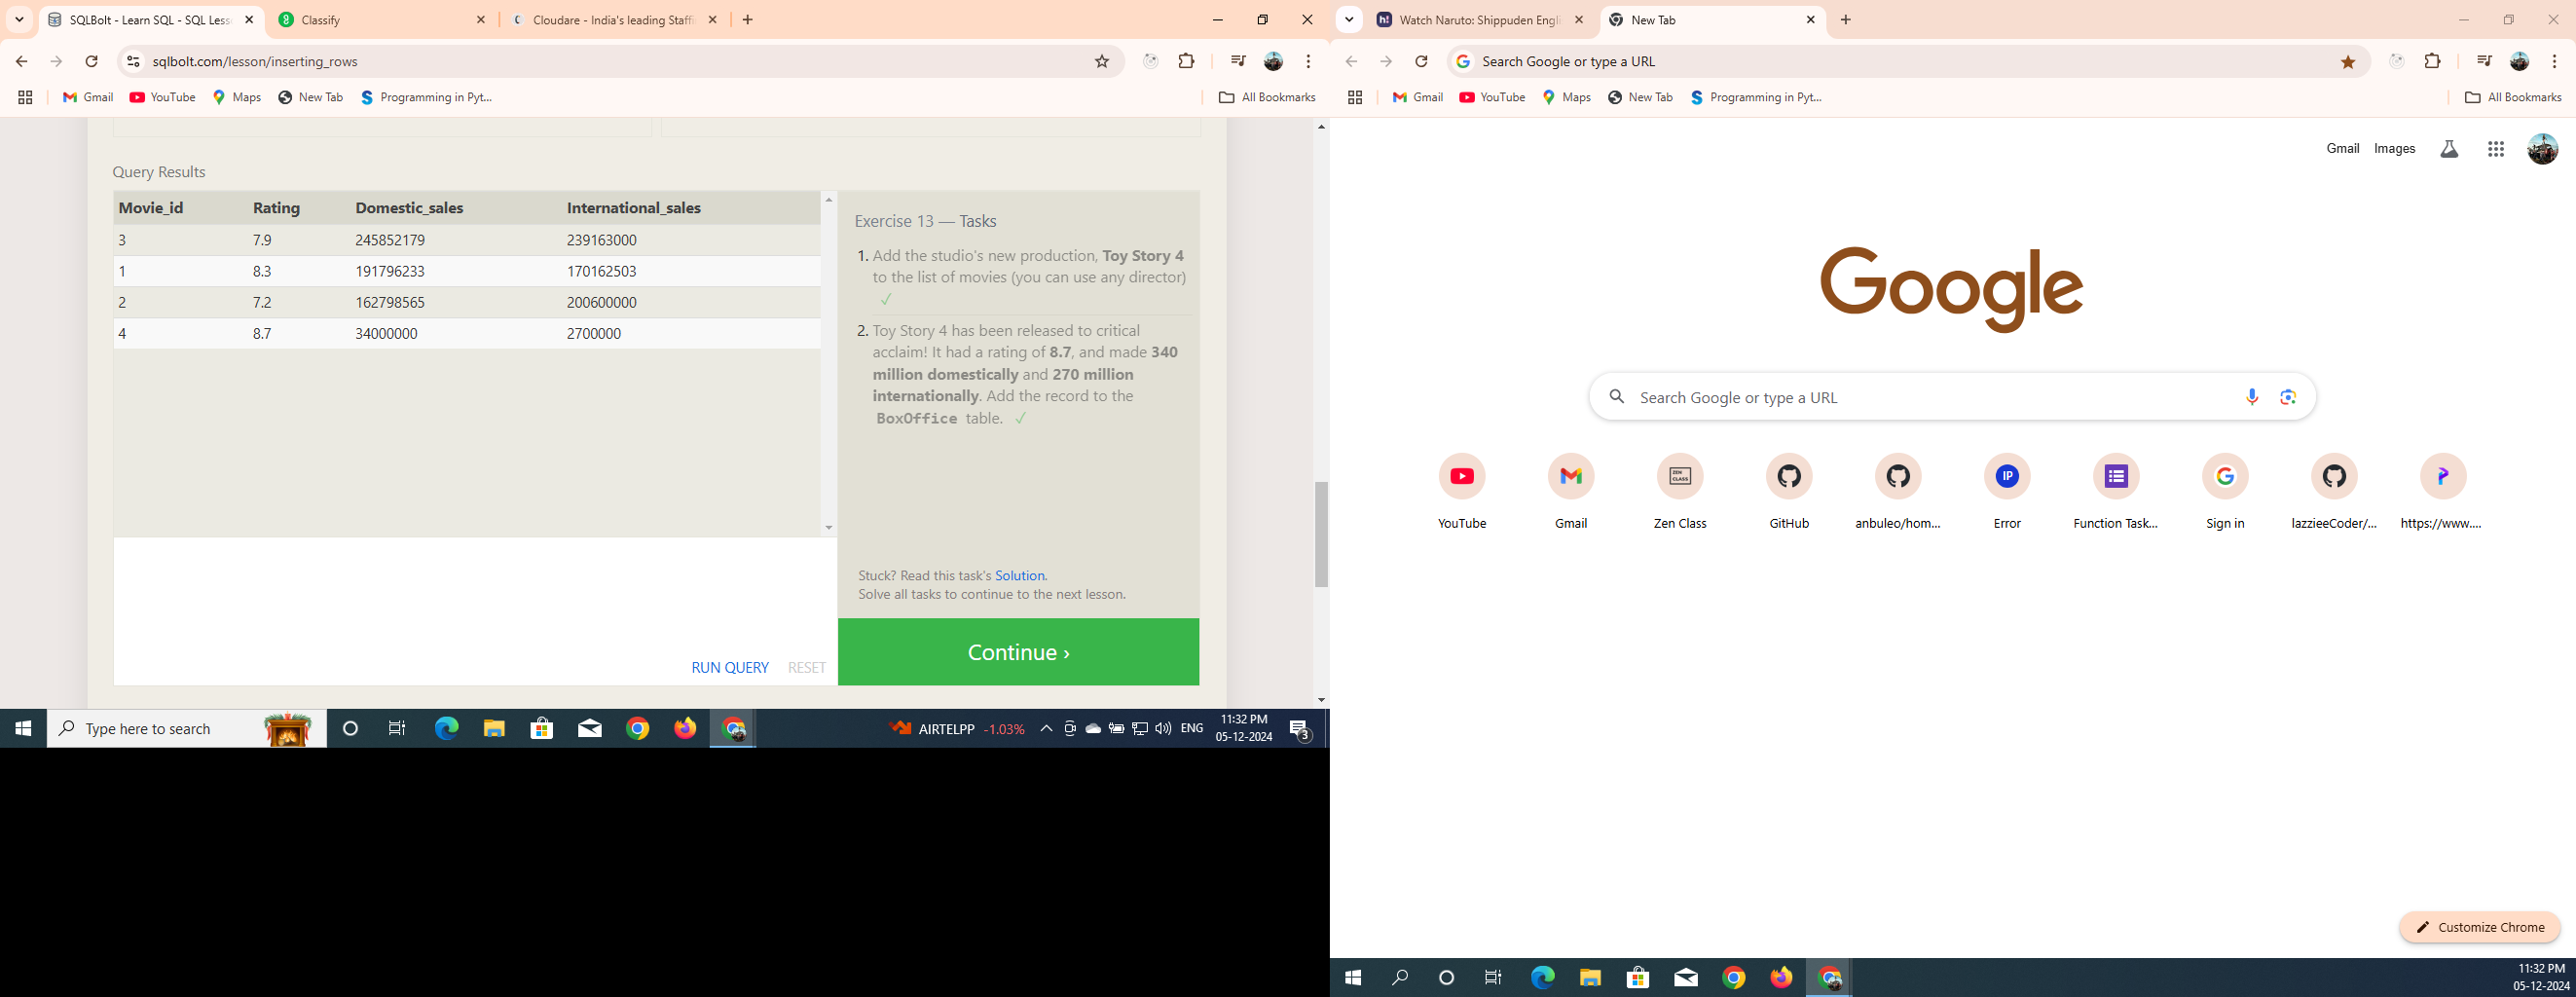 SQLBolt - Learn SQL - SQL Less
Classify
Cloudare - India's leading Staffi
sqlbolt.com/lesson/inserting_rows
Gmail
YouTube
Maps
New Tab
Programming in Pyt...
All Bookmarks
Query Results
Movie_id Rating Domestic_sales International_sales
3 7.9 245852179 239163000
1 8.3 191796233 170162503
2 7.2 162798565 200600000
4 8.7 34000000 2700000
Exercise 13 — Tasks
1. Add the studio's new production, Toy Story 4
to the list of movies (you can use any director)
✓
2. Toy Story 4 has been released to critical
acclaim! It had a rating of 8.7, and made 340
million domestically and 270 million
internationally. Add the record to the
BoxOffice table. ✓
Stuck? Read this task's Solution.
Solve all tasks to continue to the next lesson.
RUN QUERY RESET
Continue ›
Type here to search
AIRTELPP -1.03%
ENG
11:32 PM
05-12-2024
3
Watch Naruto: Shippuden Engli
New Tab
Search Google or type a URL
Gmail
YouTube
Maps
New Tab
Programming in Pyt...
All Bookmarks
Gmail Images
Google
Search Google or type a URL
ZEN
CLASS
IP
YouTube
Gmail
Zen Class
GitHub
anbuleo/hom...
Error
Function Task...
Sign in
lazzieeCoder/...
https://www....
Customize Chrome
11:32 PM
05-12-2024